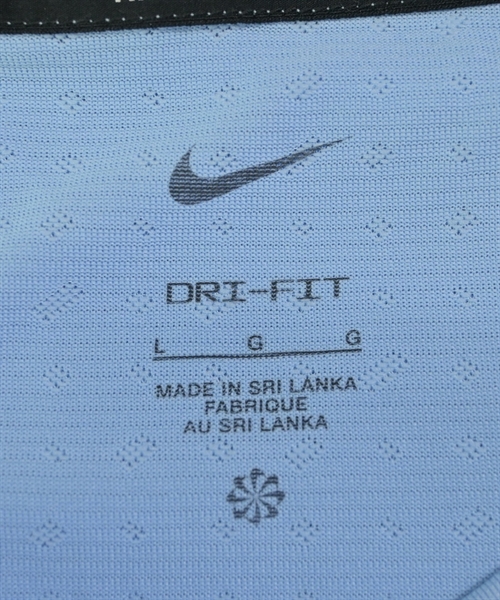 DRI-FIT
L G G
MADE IN SRI LANKA
FABRIQUE
AU SRI LANKA